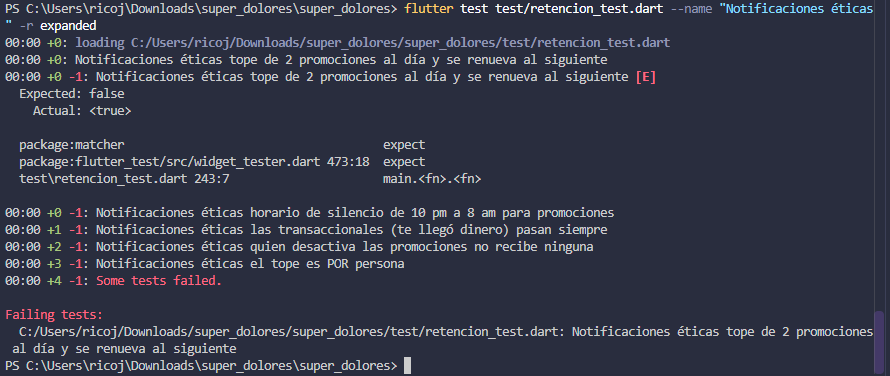 PS C:\Users\ricoj\Downloads\super_dolores\super_dolores> flutter test test/retencion_test.dart --name "Notificaciones éticas
" -r expanded
00:00 +0: loading C:/Users/ricoj/Downloads/super_dolores/super_dolores/test/retencion_test.dart
00:00 +0: Notificaciones éticas tope de 2 promociones al día y se renueva al siguiente
00:00 +0 -1: Notificaciones éticas tope de 2 promociones al día y se renueva al siguiente [E]
  Expected: false
    Actual: <true>

  package:matcher                                     expect
  package:flutter_test/src/widget_tester.dart 473:18  expect
  test\retencion_test.dart 243:7                      main.<fn>.<fn>

00:00 +0 -1: Notificaciones éticas horario de silencio de 10 pm a 8 am para promociones
00:00 +1 -1: Notificaciones éticas las transaccionales (te llegó dinero) pasan siempre
00:00 +2 -1: Notificaciones éticas quien desactiva las promociones no recibe ninguna
00:00 +3 -1: Notificaciones éticas el tope es POR persona
00:00 +4 -1: Some tests failed.

Failing tests:
  C:/Users/ricoj/Downloads/super_dolores/super_dolores/test/retencion_test.dart: Notificaciones éticas tope de 2 promociones
 al día y se renueva al siguiente
PS C:\Users\ricoj\Downloads\super_dolores\super_dolores>